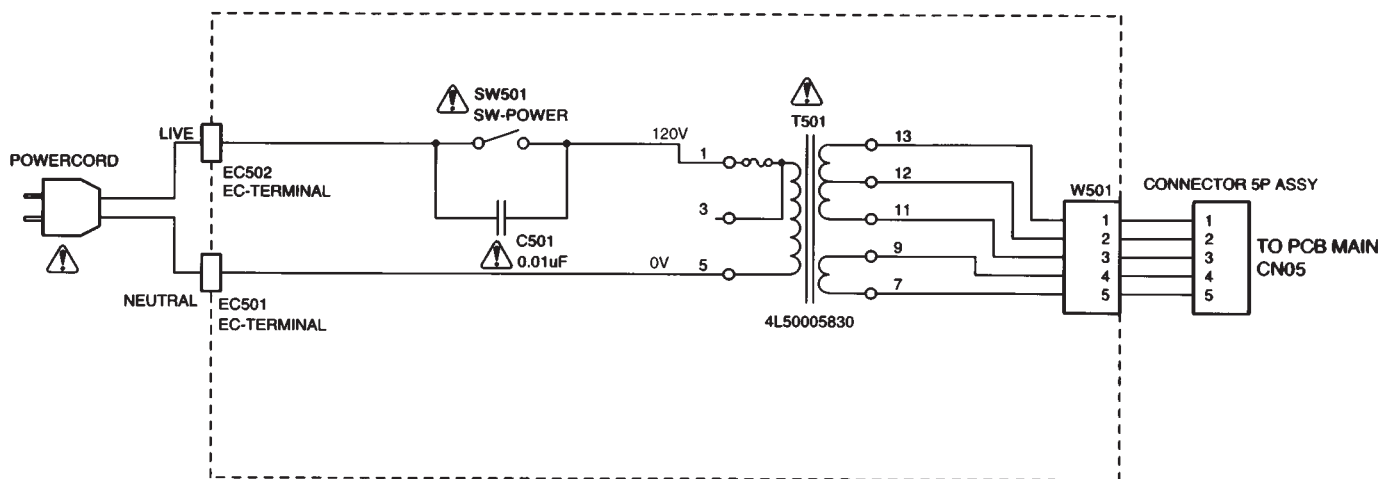 SW501
SW-POWER
T501
LIVE
120V
POWERCORD
EC502
EC-TERMINAL
C501
0.01uF
NEUTRAL
EC501
EC-TERMINAL
0V
1
3
5
13
12
11
9
7
4L50005830
W501
1
2
3
4
5
CONNECTOR 5P ASSY
1
2
3
4
5
TO PCB MAIN
CN05